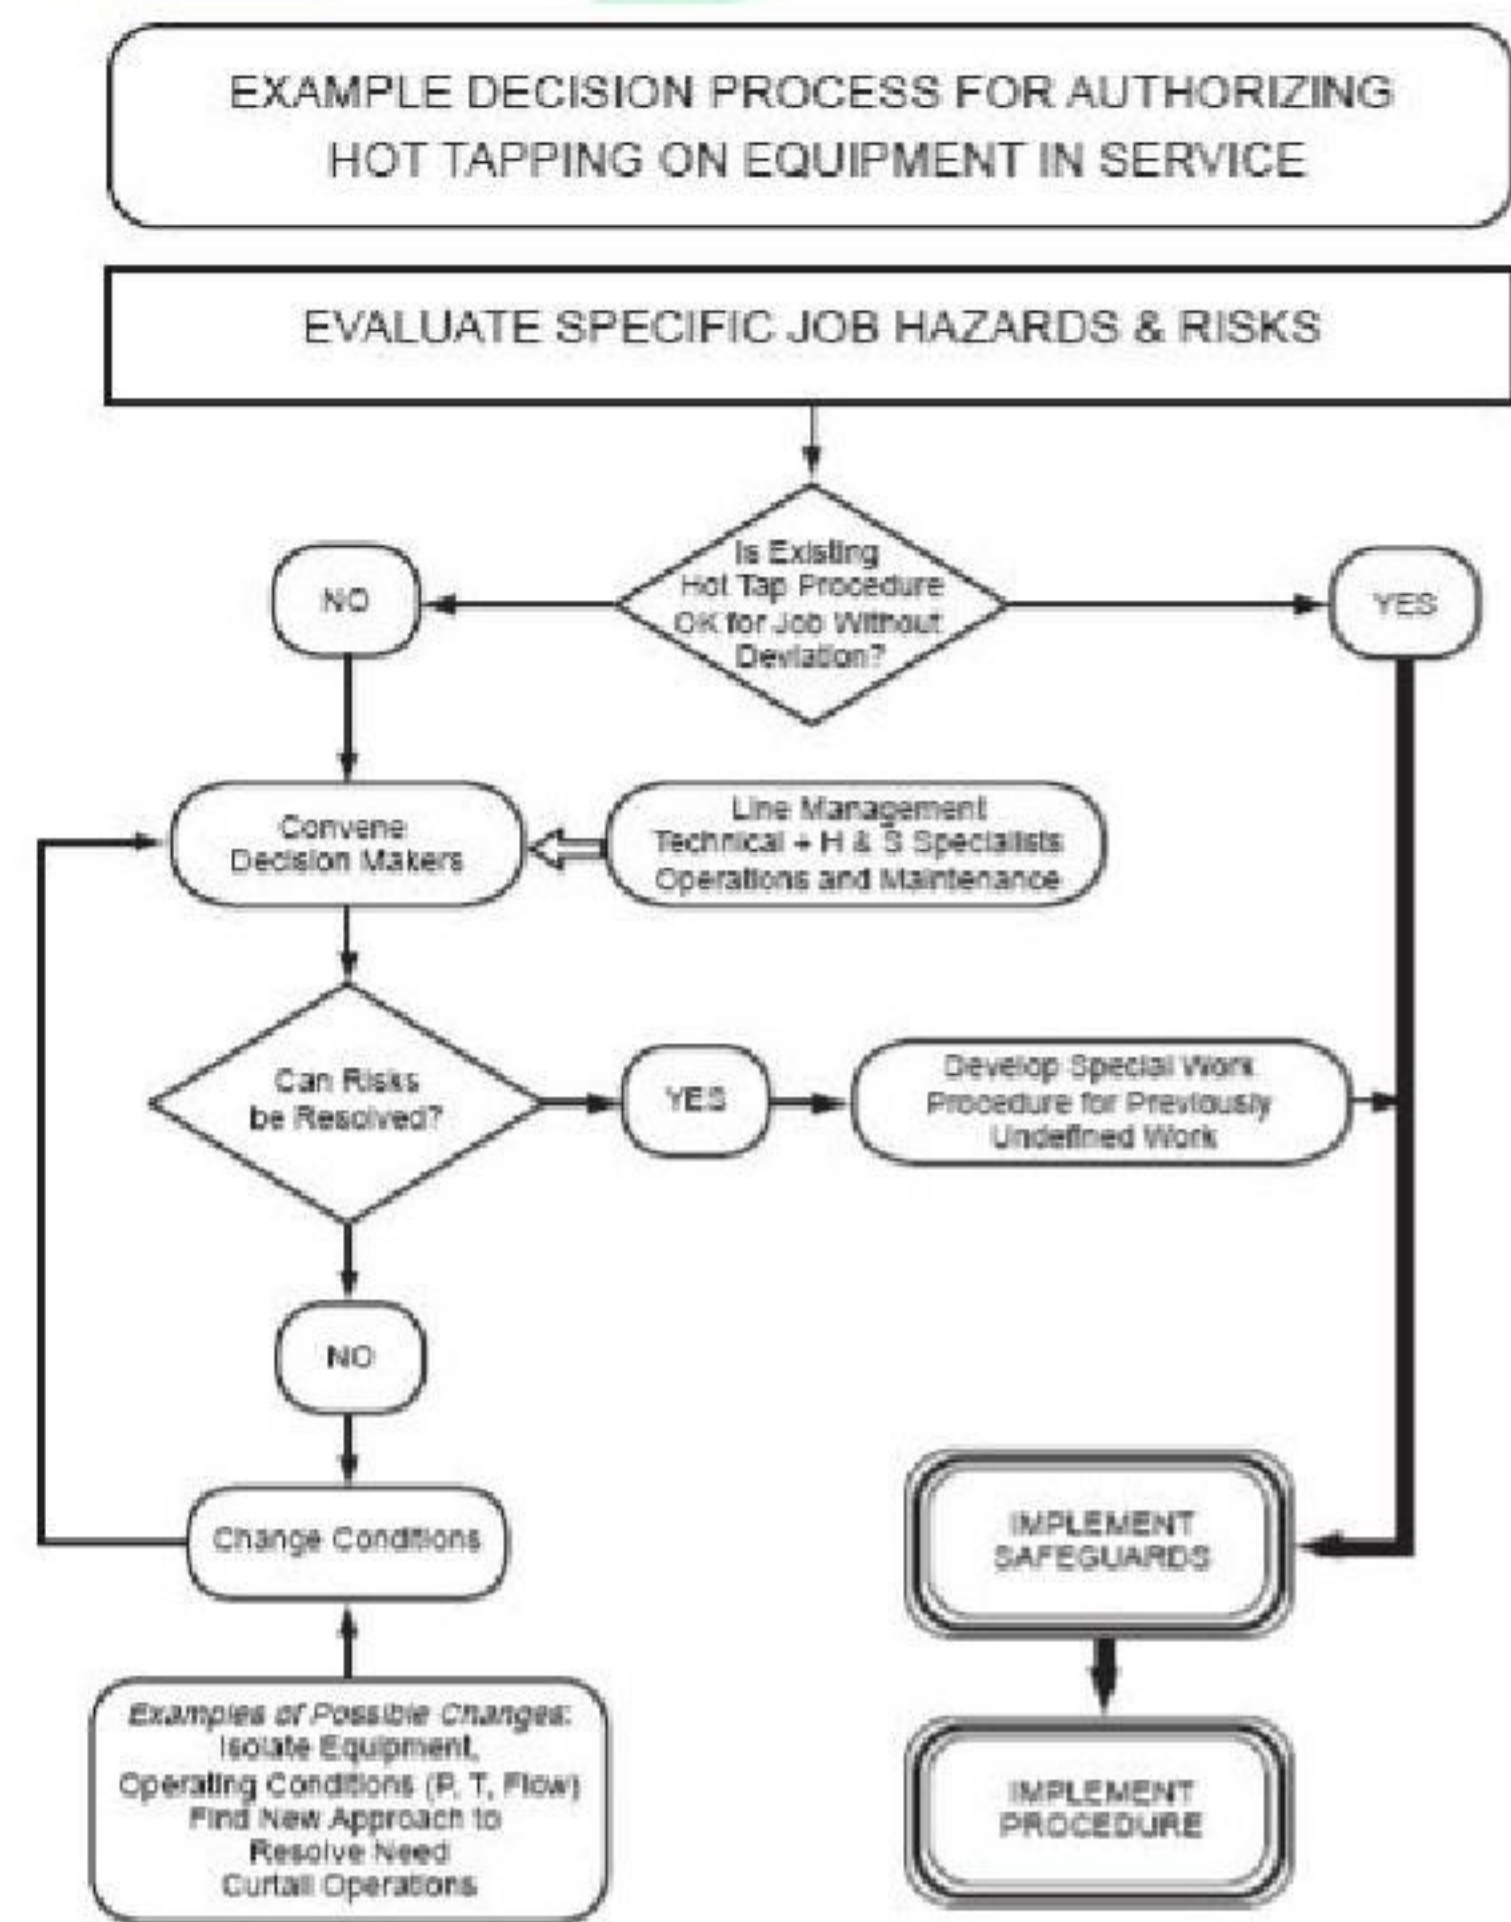 EXAMPLE DECISION PROCESS FOR AUTHORIZING
HOT TAPPING ON EQUIPMENT IN SERVICE
EVALUATE SPECIFIC JOB HAZARDS & RISKS
Is Existing
Hot Tap Procedure
OK for Job Without
Deviation?
NO
YES
Convene
Decision Makers
Line Management
Technical + H & S Specialists
Operations and Maintenance
Can Risks
be Resolved?
YES
Develop Special Work
Procedure for Previously
Undefined Work
NO
Change Conditions
IMPLEMENT
SAFEGUARDS
Examples of Possible Changes:
Isolate Equipment,
Operating Conditions (P, T, Flow)
Find New Approach to
Resolve Need
Curtail Operations
IMPLEMENT
PROCEDURE